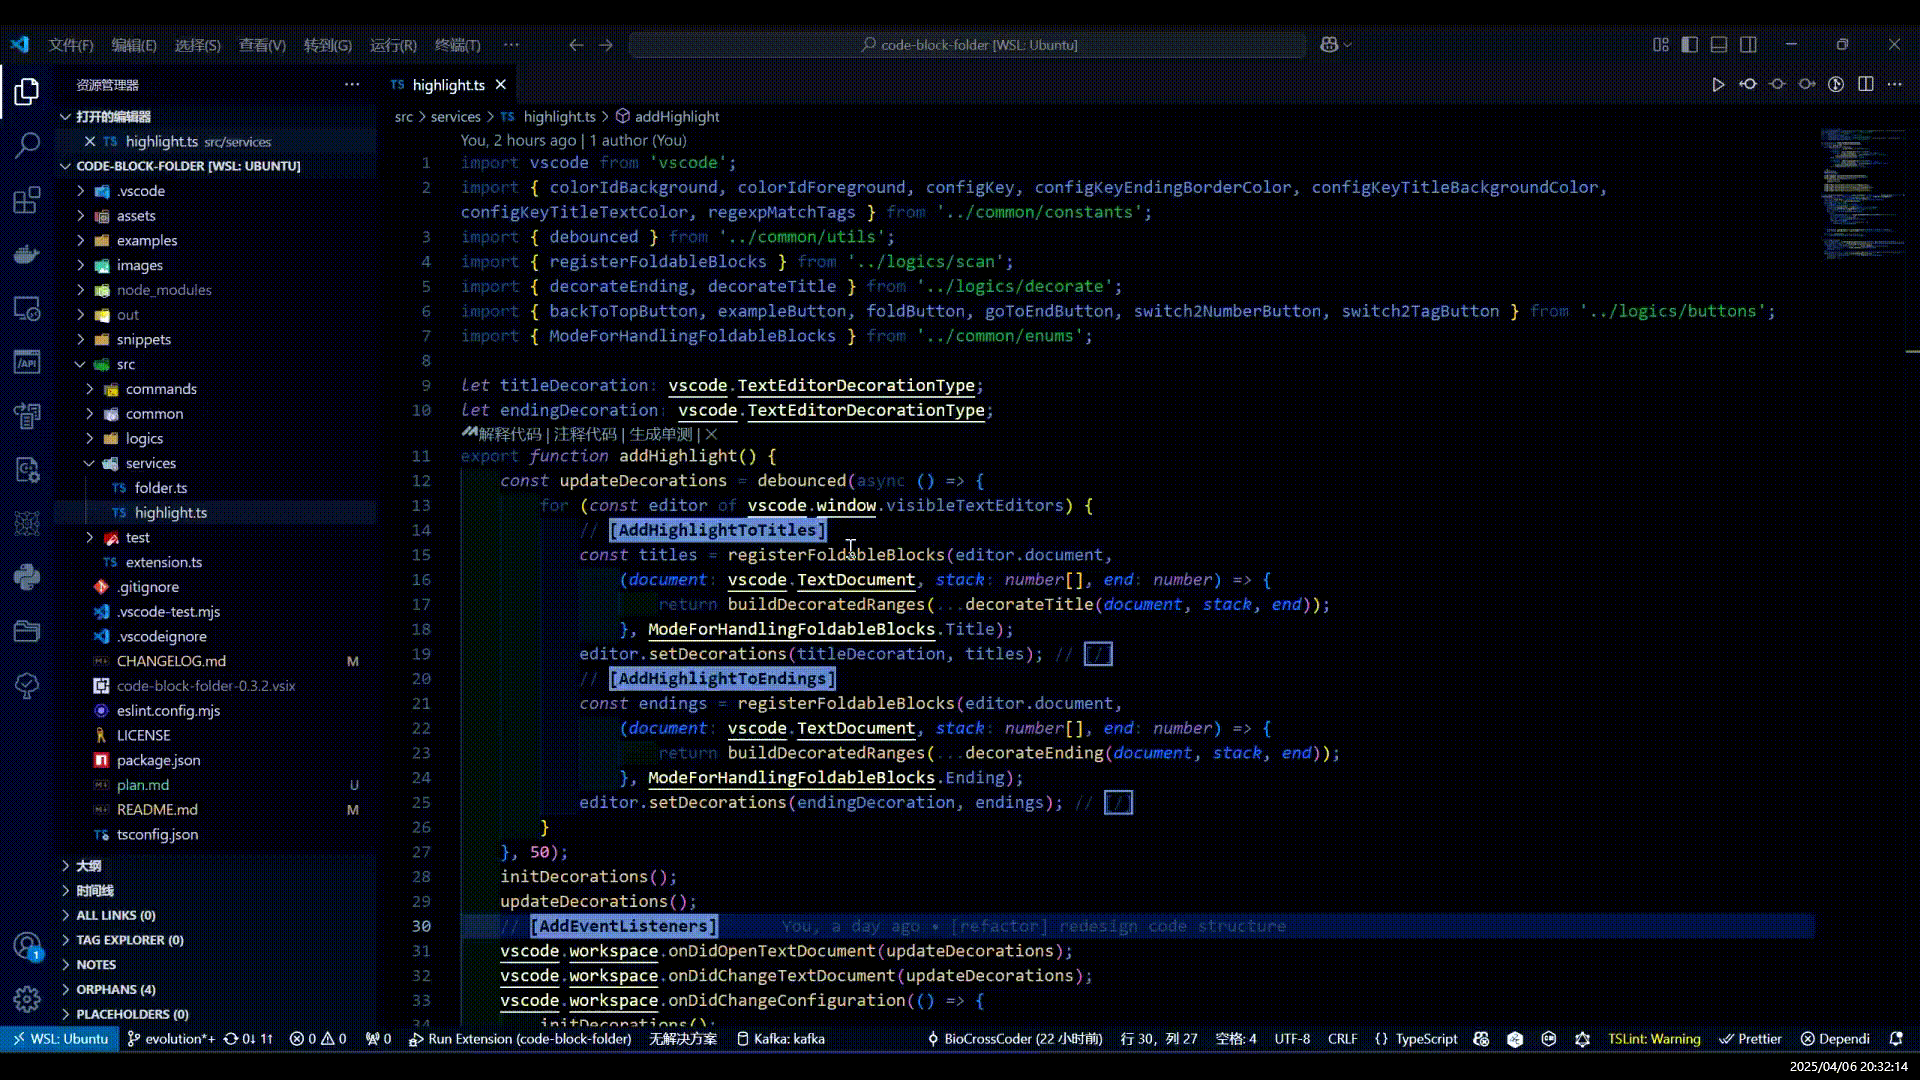 文件(F) 编辑(E) 选择(S) 查看(V) 转到(G) 运行(R) 终端(T) ···
code-block-folder [WSL: Ubuntu]
资源管理器
打开的编辑器
highlight.ts src/services
CODE-BLOCK-FOLDER [WSL: UBUNTU]
.vscode
assets
examples
images
node_modules
out
snippets
src
commands
common
logics
services
TS folder.ts
TS highlight.ts
test
TS extension.ts
.gitignore
.vscode-test.mjs
.vscodeignore
CHANGELOG.md M
code-block-folder-0.3.2.vsix
eslint.config.mjs
LICENSE
package.json
plan.md U
README.md M
tsconfig.json
大纲
时间线
ALL LINKS (0)
TAG EXPLORER (0)
NOTES
ORPHANS (4)
PLACEHOLDERS (0)
TS highlight.ts
src > services > TS highlight.ts > addHighlight
You, 2 hours ago | 1 author (You)
1 import vscode from 'vscode';
2 import { colorIdBackground, colorIdForeground, configKey, configKeyEndingBorderColor, configKeyTitleBackgroundColor,
configKeyTitleTextColor, regexpMatchTags } from '../common/constants';
3 import { debounced } from '../common/utils';
4 import { registerFoldableBlocks } from '../logics/scan';
5 import { decorateEnding, decorateTitle } from '../logics/decorate';
6 import { backToTopButton, exampleButton, foldButton, goToEndButton, switch2NumberButton, switch2TagButton } from '../logics/buttons';
7 import { ModeForHandlingFoldableBlocks } from '../common/enums';
8
9 let titleDecoration: vscode.TextEditorDecorationType;
10 let endingDecoration: vscode.TextEditorDecorationType;
解释代码 | 注释代码 | 生成单测 | ×
11 export function addHighlight() {
12 const updateDecorations = debounced(async () => {
13 for (const editor of vscode.window.visibleTextEditors) {
14 // [AddHighlightToTitles]
15 const titles = registerFoldableBlocks(editor.document,
16 (document: vscode.TextDocument, stack: number[], end: number) => {
17 return buildDecoratedRanges(...decorateTitle(document, stack, end));
18 }, ModeForHandlingFoldableBlocks.Title);
19 editor.setDecorations(titleDecoration, titles); // [/]
20 // [AddHighlightToEndings]
21 const endings = registerFoldableBlocks(editor.document,
22 (document: vscode.TextDocument, stack: number[], end: number) => {
23 return buildDecoratedRanges(...decorateEnding(document, stack, end));
24 }, ModeForHandlingFoldableBlocks.Ending);
25 editor.setDecorations(endingDecoration, endings); // [/]
26 }
27 }, 50);
28 initDecorations();
29 updateDecorations();
30 // [AddEventListeners] You, a day ago • [refactor] redesign code structure
31 vscode.workspace.onDidOpenTextDocument(updateDecorations);
32 vscode.workspace.onDidChangeTextDocument(updateDecorations);
33 vscode.workspace.onDidChangeConfiguration(() => {
34 initDecorations();
WSL: Ubuntu evolution*+ 0↓ 1↑ 0 0 0 Run Extension (code-block-folder) 无解决方案 Kafka: kafka BioCrossCoder (22 小时前) 行 30，列 27 空格: 4 UTF-8 CRLF {} TypeScript TSLint: Warning Prettier Dependi
2025/04/06 20:32:14